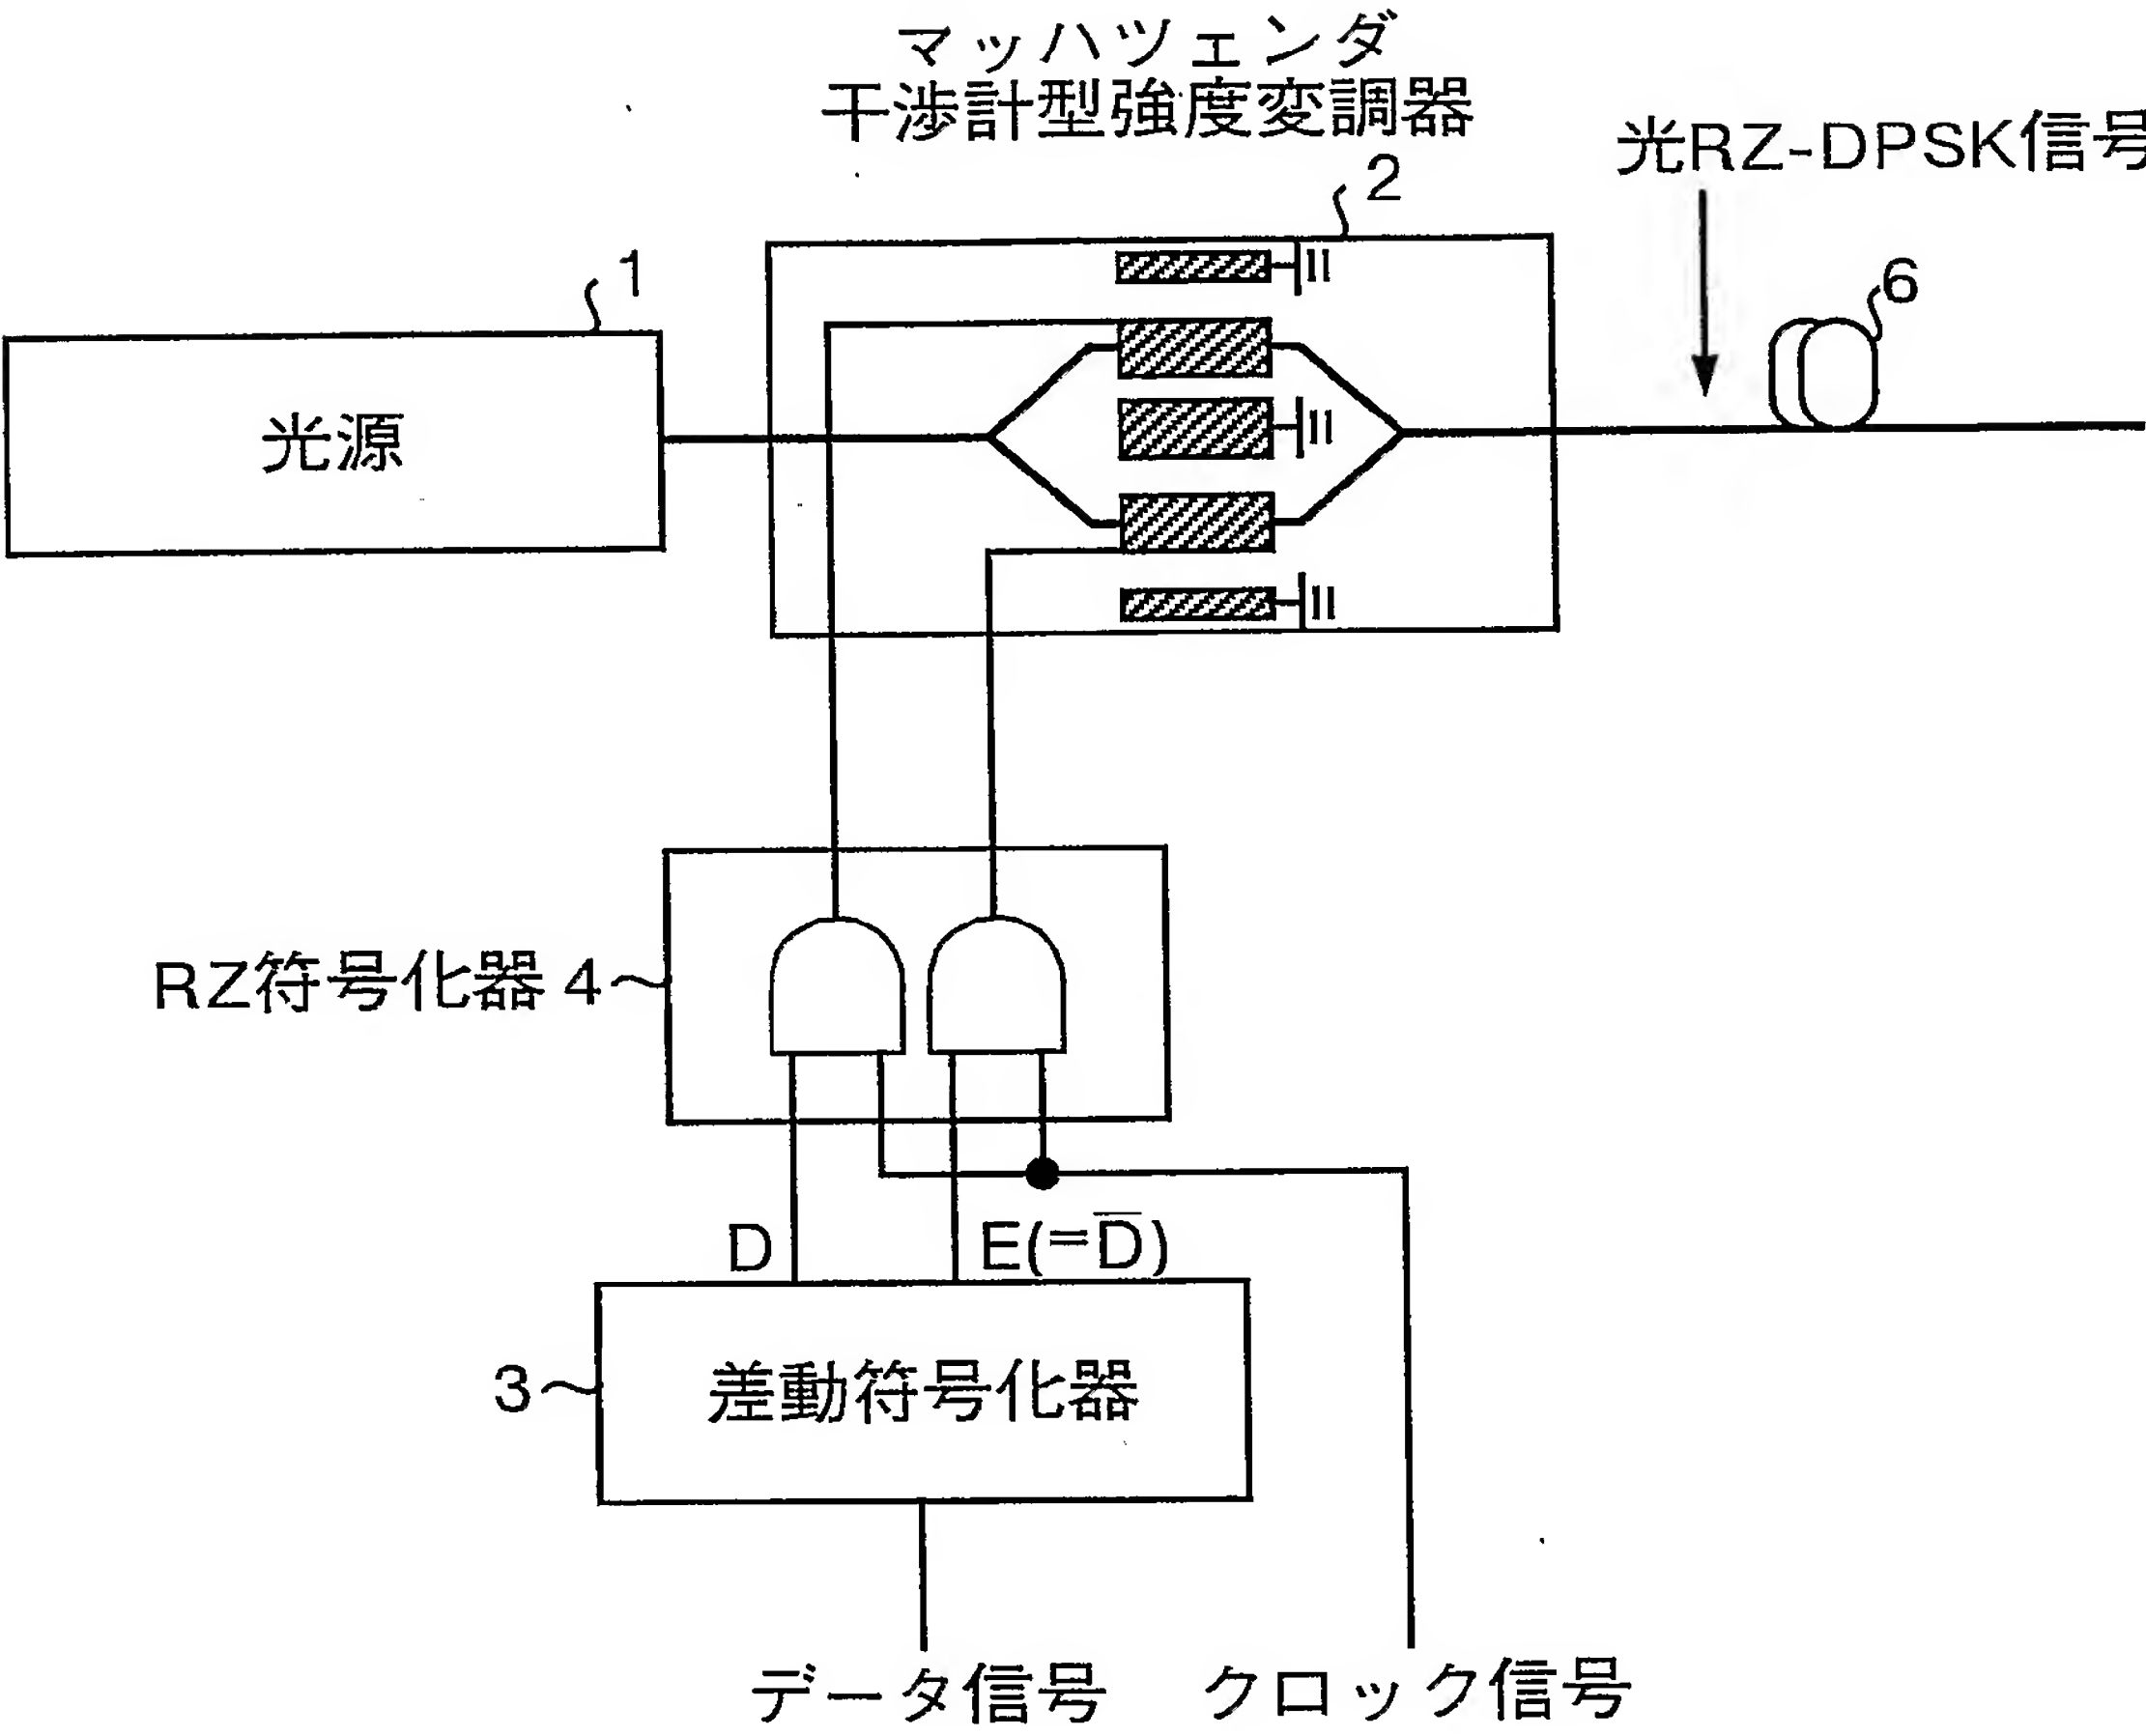 マッハツェンダ
干渉計型強度変調器
2
光RZ-DPSK信号
1
6
光源
RZ符号化器 4
D
E(=D̅)
3
差動符号化器
データ信号
クロック信号